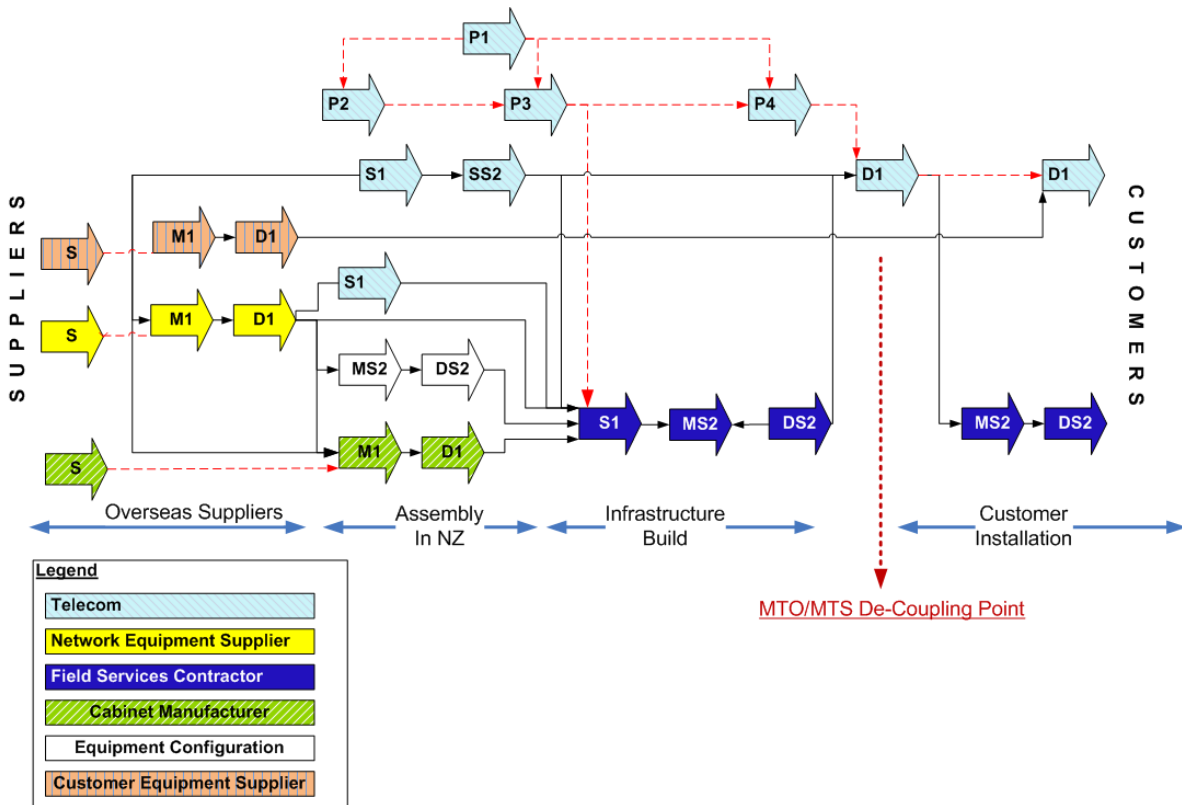 P1
P2
P3
P4
S1
SS2
D1
D1
SUPPLIERS
CUSTOMERS
S
M1
D1
S1
S
M1
D1
MS2
DS2
S1
MS2
DS2
MS2
DS2
S
M1
D1
Overseas Suppliers
Assembly
In NZ
Infrastructure
Build
Customer
Installation
MTO/MTS De-Coupling Point
Legend
Telecom
Network Equipment Supplier
Field Services Contractor
Cabinet Manufacturer
Equipment Configuration
Customer Equipment Supplier